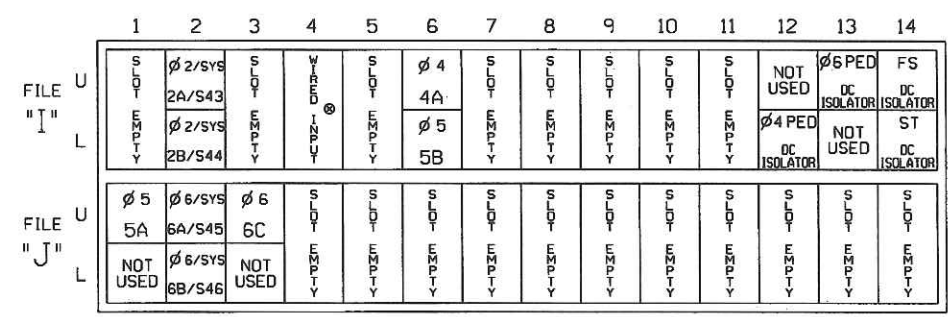 1 2 3 4 5 6 7 8 9 10 11 12 13 14
FILE "I"
U
L
SLOT EMPTY
Ø 2/SYS
2A/S43
Ø 2/SYS
2B/S44
SLOT EMPTY
WIRED INPUT ⊗
SLOT EMPTY
Ø 4
4A
Ø 5
5B
SLOT EMPTY
SLOT EMPTY
SLOT EMPTY
SLOT EMPTY
SLOT EMPTY
NOT
USED
Ø4 PED
DC
ISOLATOR
Ø6 PED
DC
ISOLATOR
NOT
USED
FS
DC
ISOLATOR
ST
DC
ISOLATOR
FILE "J"
U
L
Ø 5
5A
NOT
USED
Ø 6/SYS
6A/S45
Ø 6/SYS
6B/S46
Ø 6
6C
NOT
USED
SLOT EMPTY
SLOT EMPTY
SLOT EMPTY
SLOT EMPTY
SLOT EMPTY
SLOT EMPTY
SLOT EMPTY
SLOT EMPTY
SLOT EMPTY
SLOT EMPTY
SLOT EMPTY